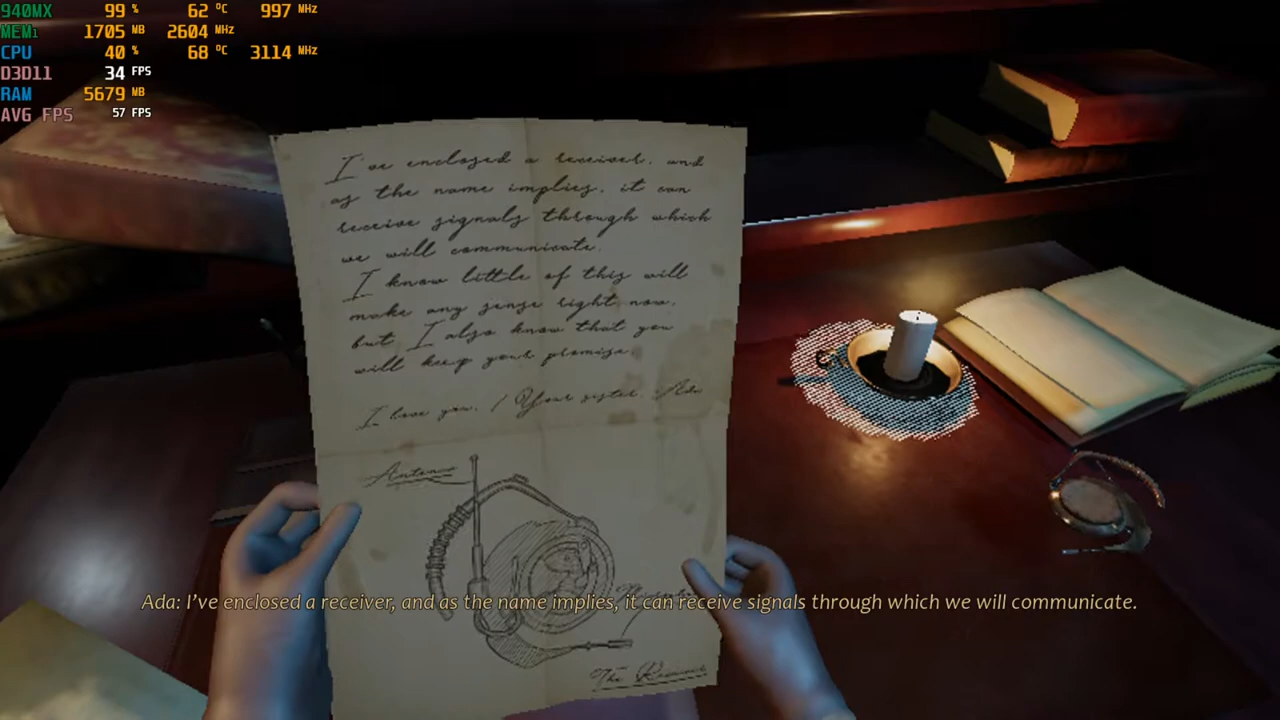 940MX 99 % 62 °C 997 MHz
MEM1 1705 MB 2604 MHz
CPU 40 % 68 °C 3114 MHz
D3D11 34 FPS
RAM 5679 MB
AVG FPS 57 FPS
I've enclosed a receiver, and
as the name implies, it can
receive signals through which
we will communicate.
I know little of this will
make any sense right now,
but I also know that you
will keep your promise.
I love you, / Your sister, Ada
Antenna
Ada: I've enclosed a receiver, and as the name implies, it can receive signals through which we will communicate.
The Receiver